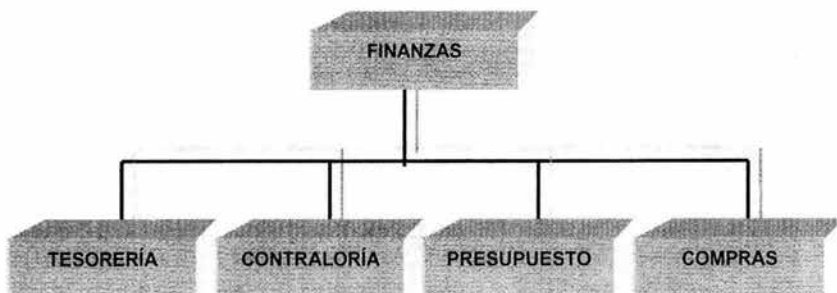 FINANZAS
TESORERÍA
CONTRALORÍA
PRESUPUESTO
COMPRAS